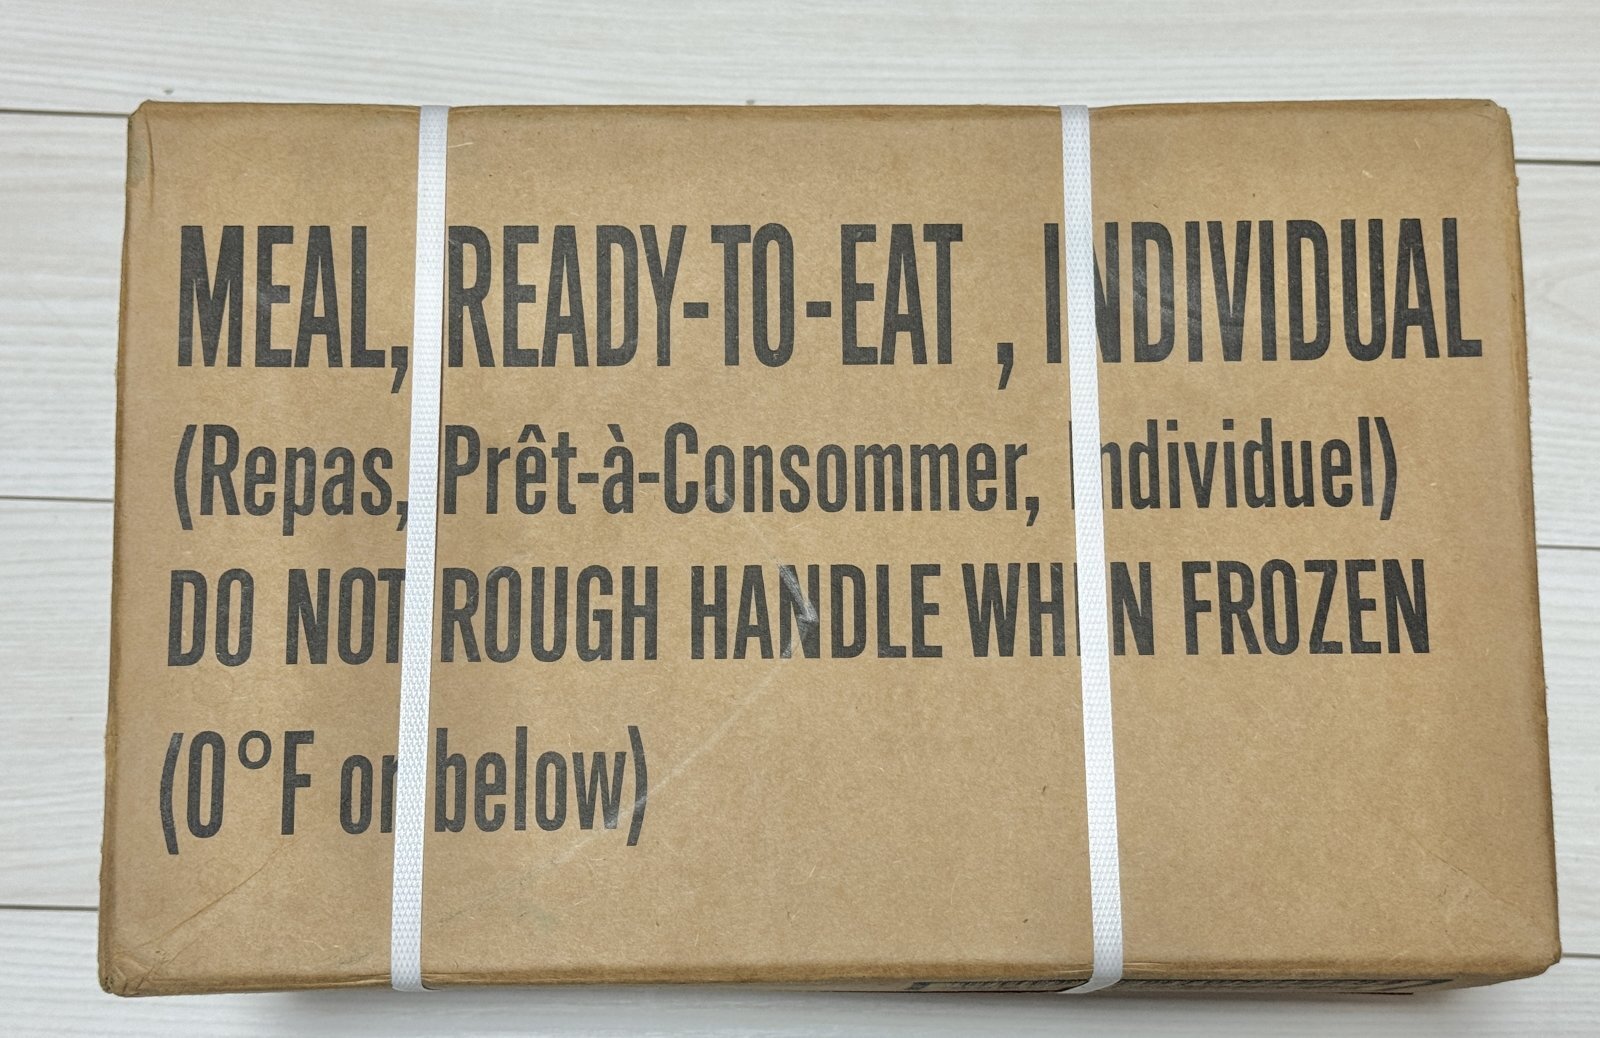 MEAL, READY-TO-EAT , INDIVIDUAL
(Repas, Prêt-à-Consommer, Individuel)
DO NOT ROUGH HANDLE WHEN FROZEN
(0°F or below)